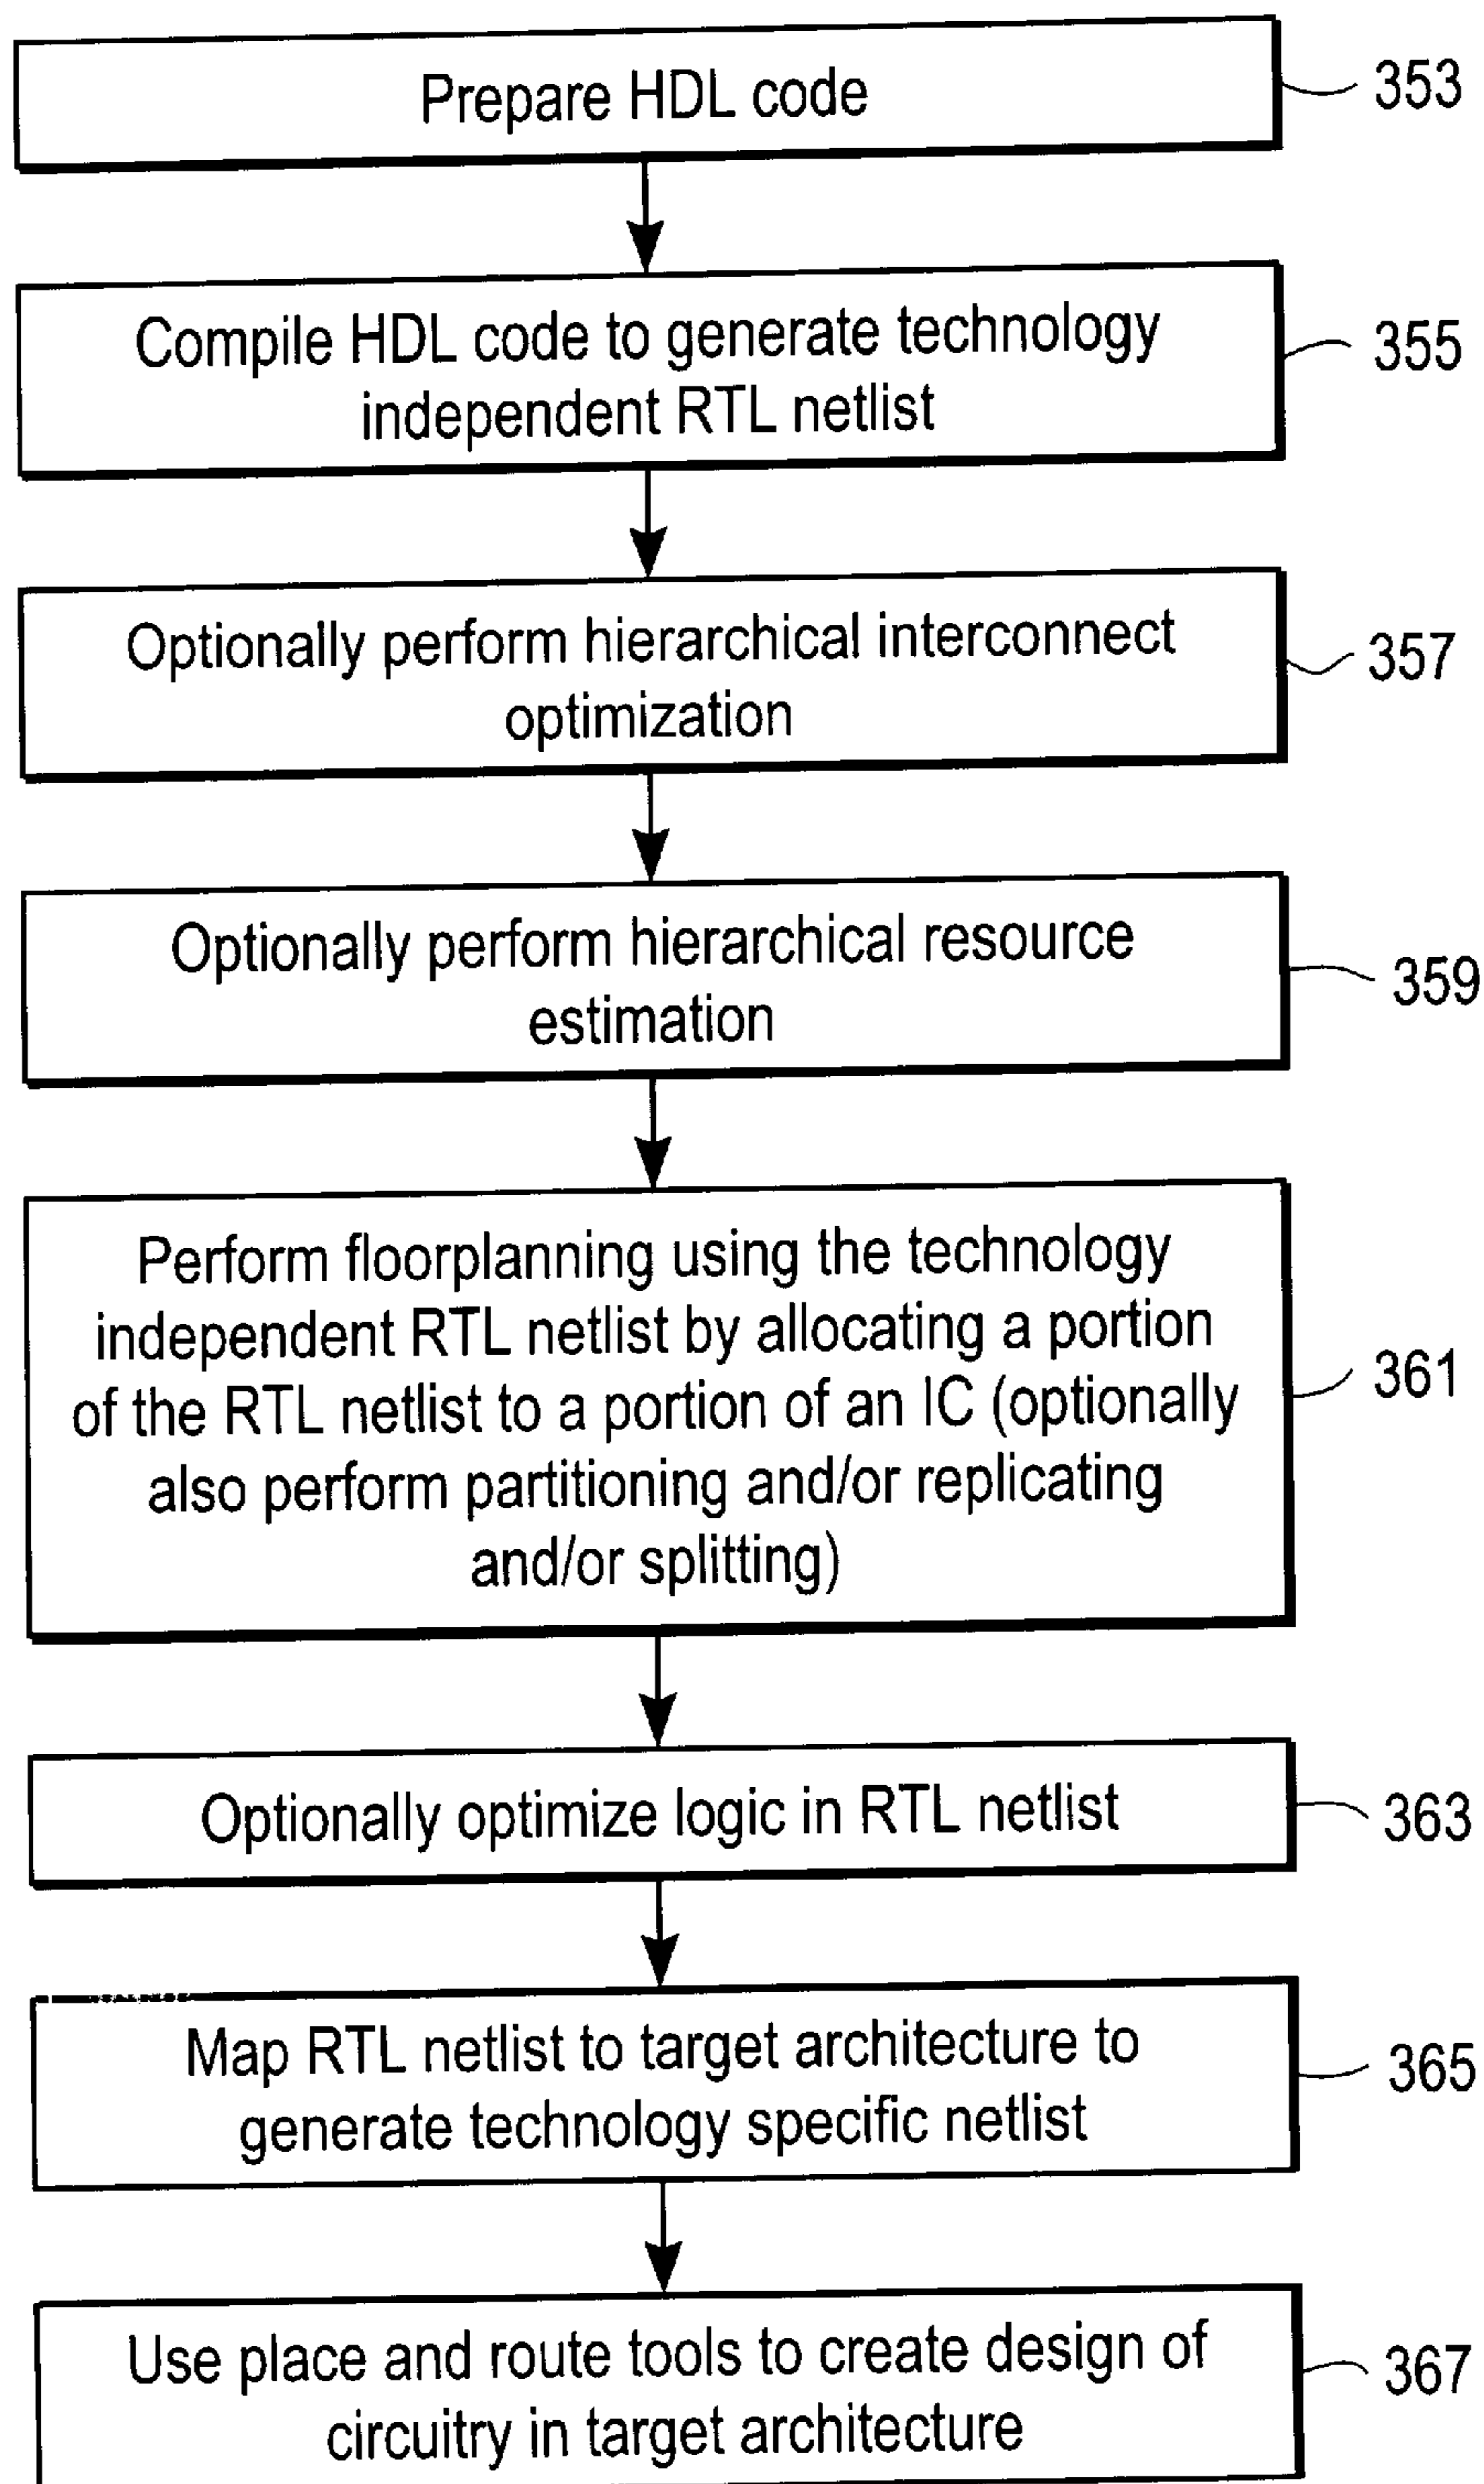 Prepare HDL code
353
Compile HDL code to generate technology
independent RTL netlist
355
Optionally perform hierarchical interconnect
optimization
357
Optionally perform hierarchical resource
estimation
359
Perform floorplanning using the technology
independent RTL netlist by allocating a portion
of the RTL netlist to a portion of an IC (optionally
also perform partitioning and/or replicating
and/or splitting)
361
Optionally optimize logic in RTL netlist
363
Map RTL netlist to target architecture to
generate technology specific netlist
365
Use place and route tools to create design of
circuitry in target architecture
367